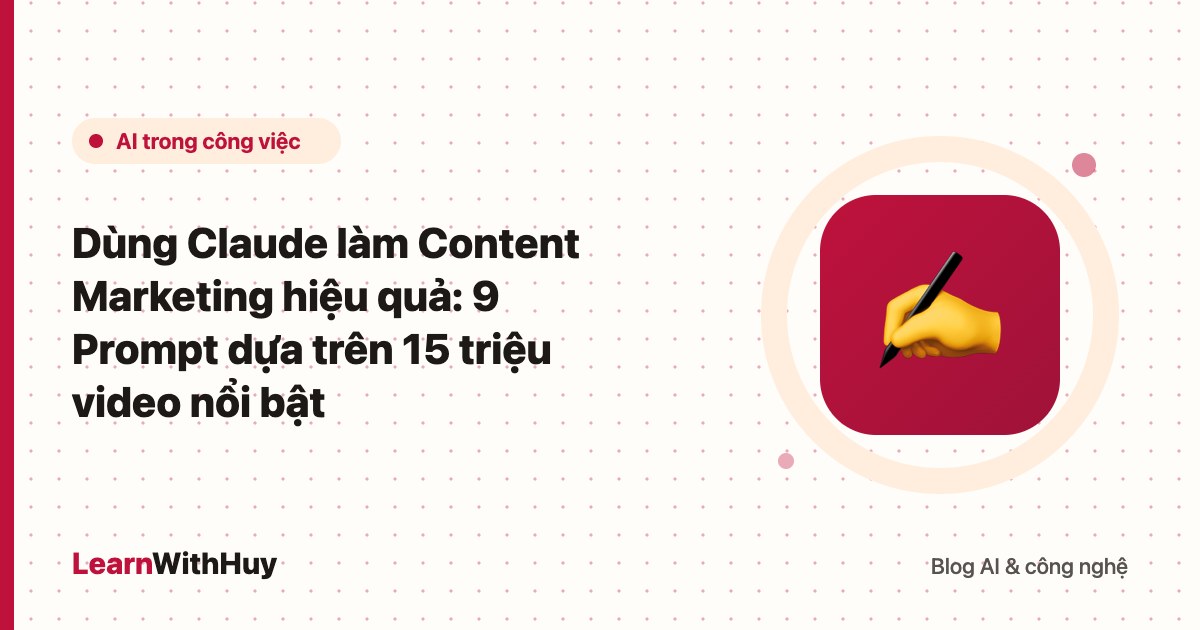 AI trong công việc
Dùng Claude làm Content
Marketing hiệu quả: 9
Prompt dựa trên 15 triệu
video nổi bật
LearnWithHuy
Blog AI & công nghệ